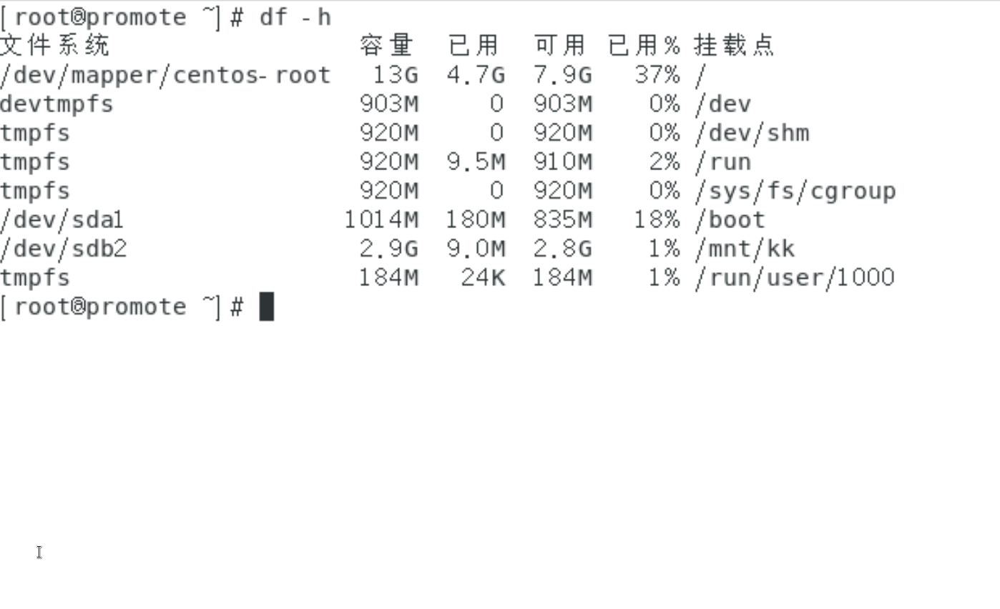 [root@promote ~]# df -h
文件系统                 容量  已用  可用 已用% 挂载点
/dev/mapper/centos-root   13G  4.7G  7.9G   37% /
devtmpfs                 903M     0  903M    0% /dev
tmpfs                    920M     0  920M    0% /dev/shm
tmpfs                    920M  9.5M  910M    2% /run
tmpfs                    920M     0  920M    0% /sys/fs/cgroup
/dev/sda1               1014M  180M  835M   18% /boot
/dev/sdb2                2.9G  9.0M  2.8G    1% /mnt/kk
tmpfs                    184M   24K  184M    1% /run/user/1000
[root@promote ~]#